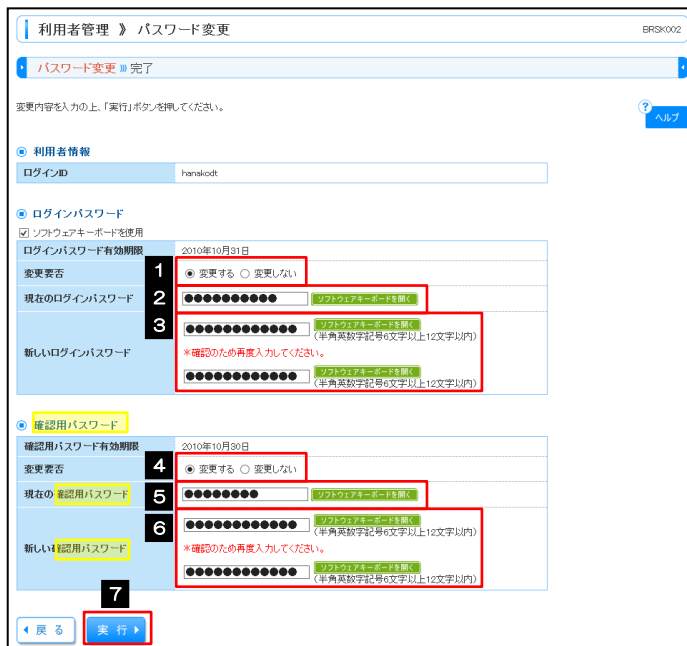 利用者管理 》 パスワード変更 BRSK002
パスワード変更 》 完了
変更内容を入力の上、「実行」ボタンを押してください。
? ヘルプ
利用者情報
ログインID hanakodt
ログインパスワード
ソフトウェアキーボードを使用
ログインパスワード有効期限 2010年10月31日
変更要否 1 変更する 変更しない
現在のログインパスワード 2 ●●●●●●●●●● ソフトウェアキーボードを開く
3 ●●●●●●●●●●●● ソフトウェアキーボードを開く
(半角英数字記号6文字以上12文字以内)
新しいログインパスワード ※確認のため再度入力してください。
●●●●●●●●●●●● ソフトウェアキーボードを開く
(半角英数字記号6文字以上12文字以内)
確認用パスワード
確認用パスワード有効期限 2010年10月30日
変更要否 4 変更する 変更しない
現在の確認用パスワード 5 ●●●●●●●● ソフトウェアキーボードを開く
6 ●●●●●●●●●●●● ソフトウェアキーボードを開く
(半角英数字記号6文字以上12文字以内)
新しい確認用パスワード ※確認のため再度入力してください。
●●●●●●●●●●●● ソフトウェアキーボードを開く
(半角英数字記号6文字以上12文字以内)
7
戻る 実行